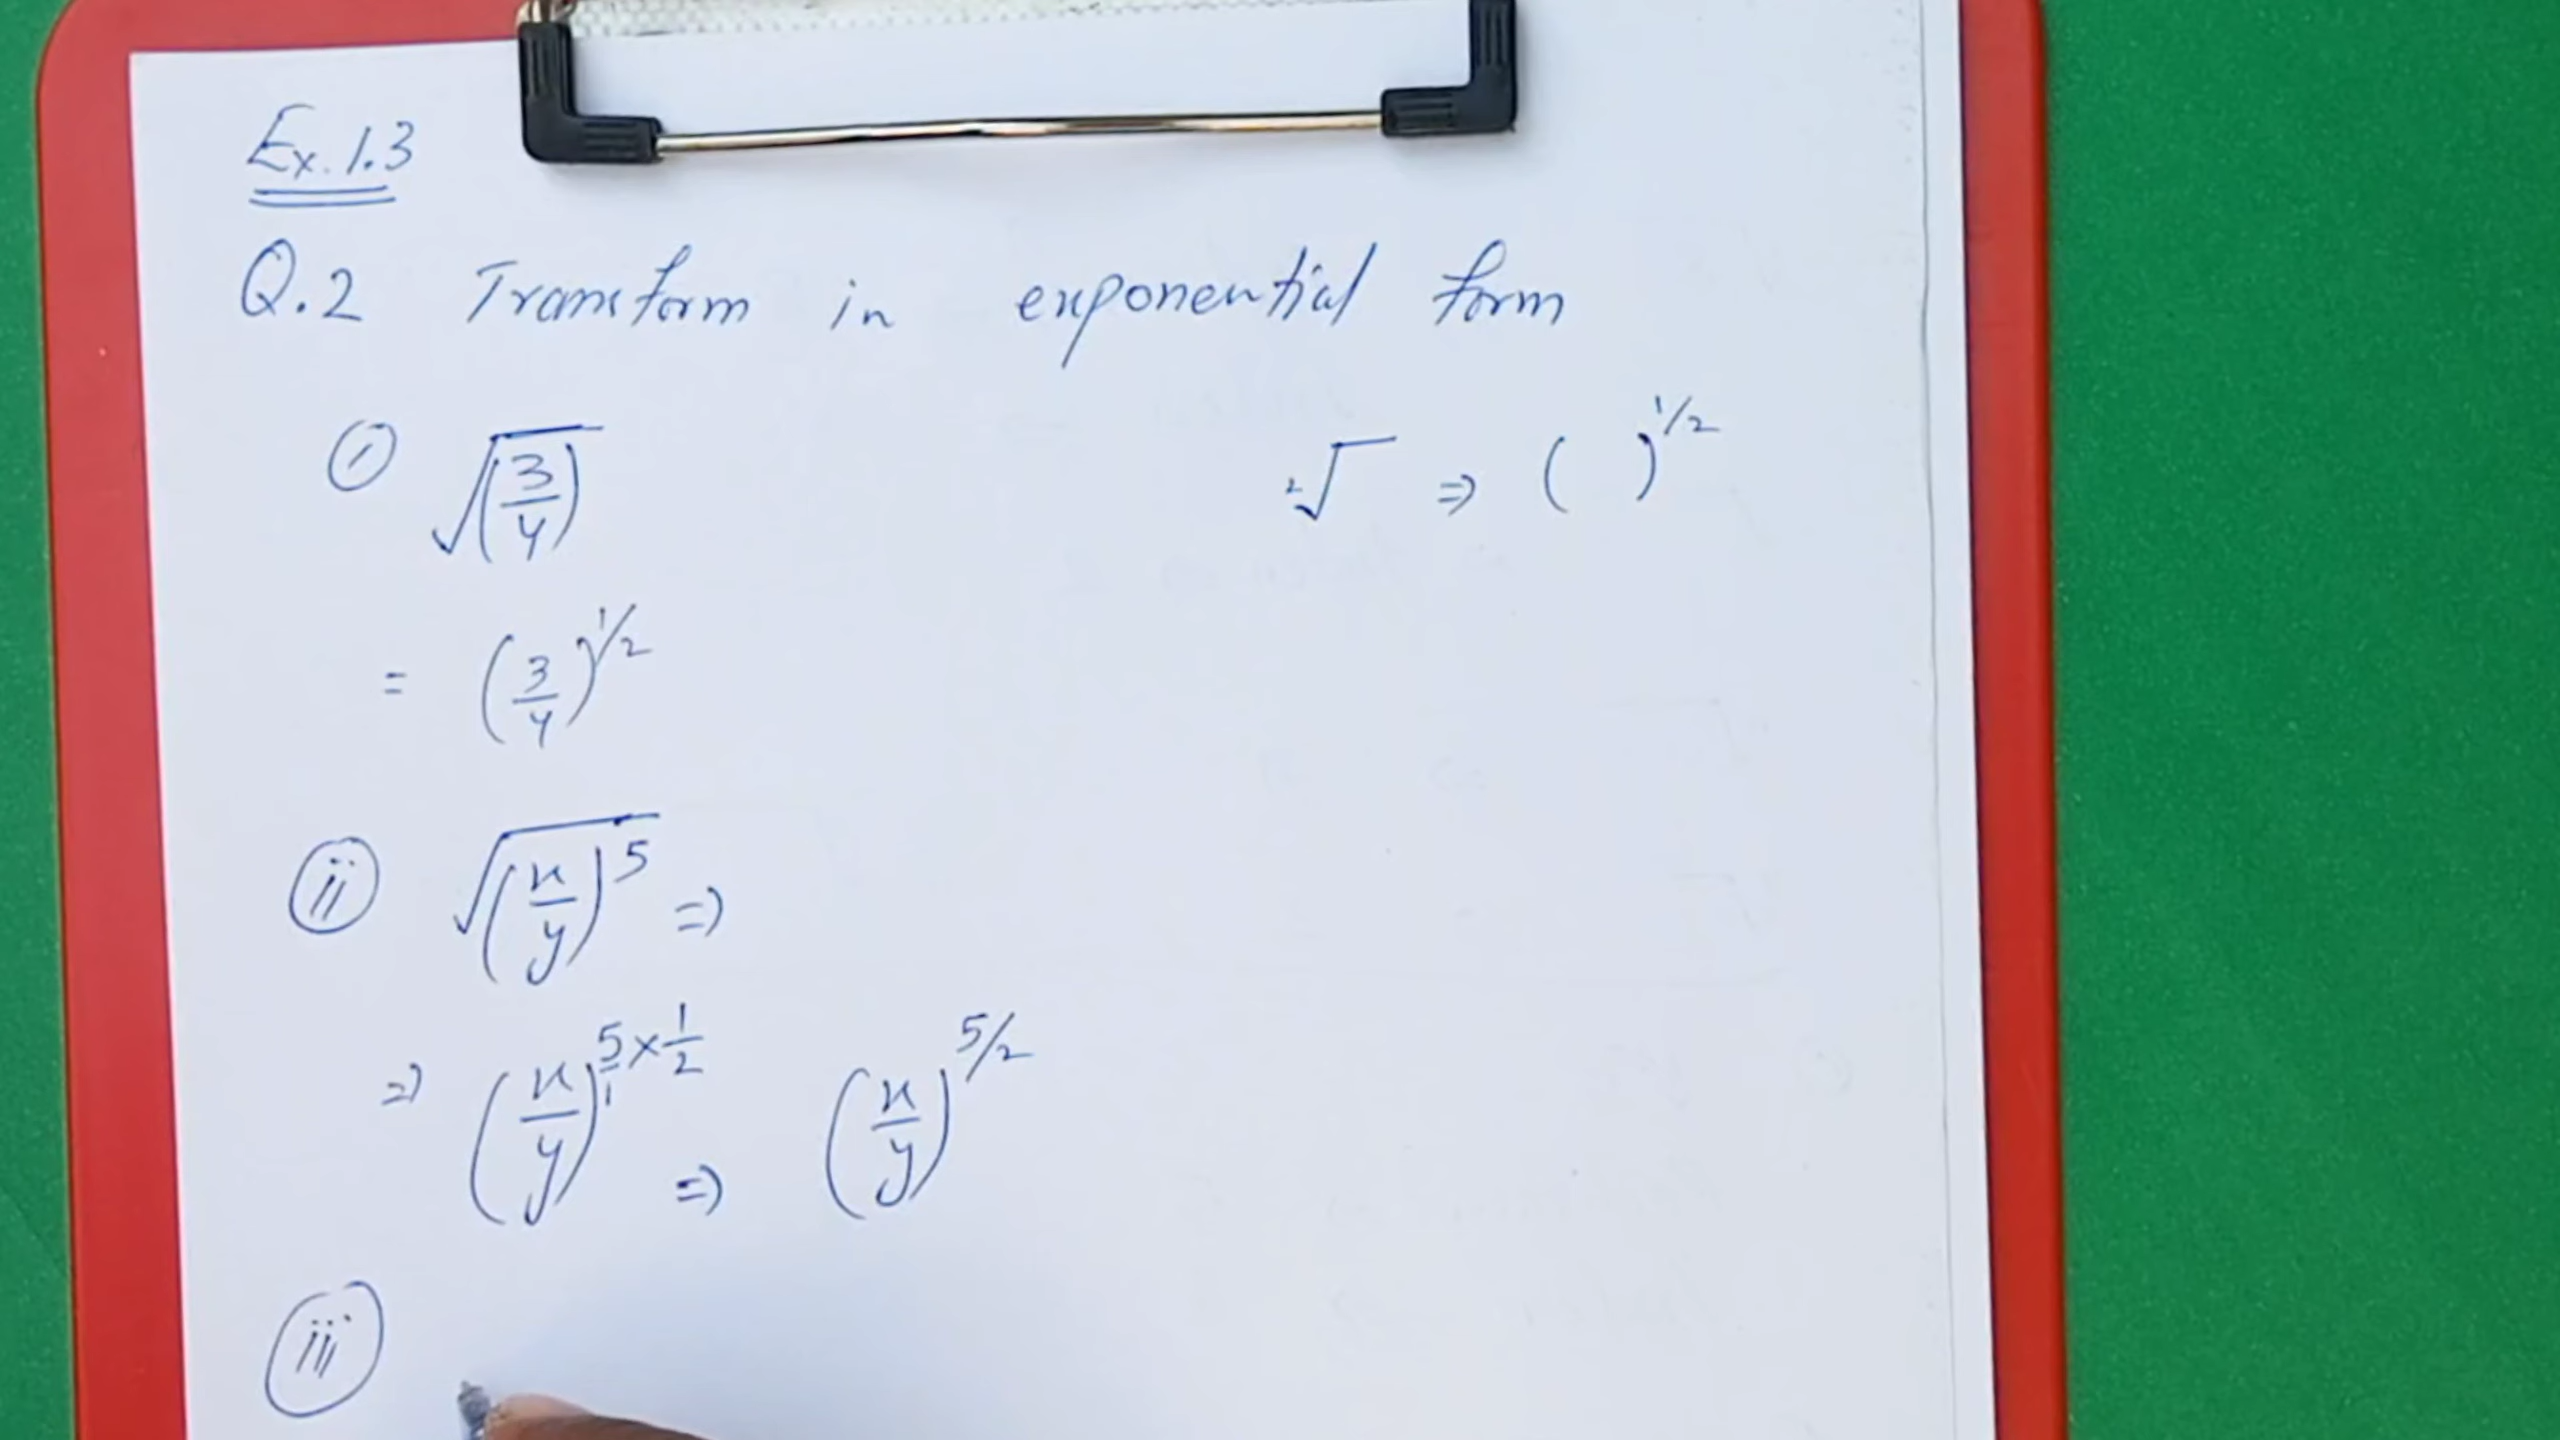 Ex. 1.3
Q.2 Transform in exponential form
(i) √(3/4) ²√ ⇒ ( )^1/2
= (3/4)^1/2
(ii) √(x/y)^5 ⇒
⇒ (x/y)^5/1 × 1/2 ⇒ (x/y)^5/2
(iii)